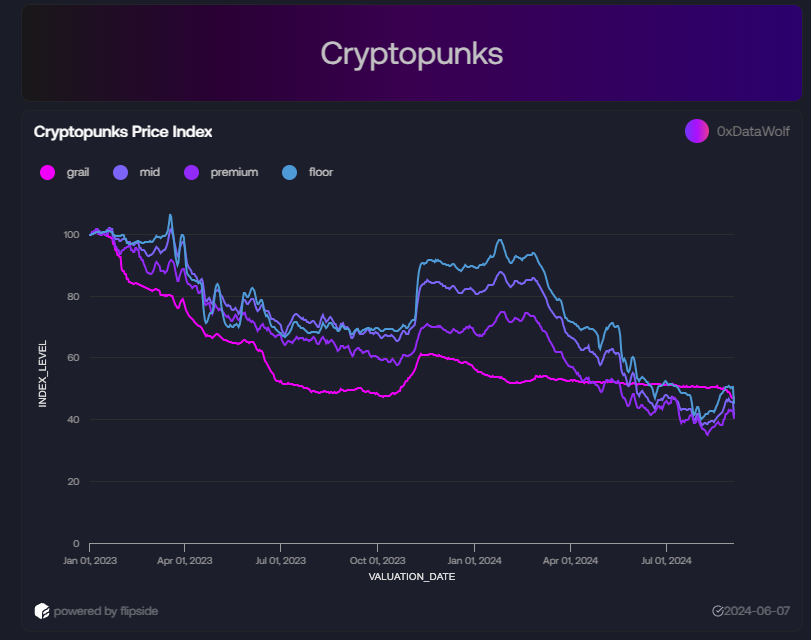 Cryptopunks
Cryptopunks Price Index
0xDataWolf
grail mid premium floor
100
80
60
40
20
0
INDEX_LEVEL
Jan 01, 2023 Apr 01, 2023 Jul 01, 2023 Oct 01, 2023 Jan 01, 2024 Apr 01, 2024 Jul 01, 2024
VALUATION_DATE
powered by flipside
2024-06-07